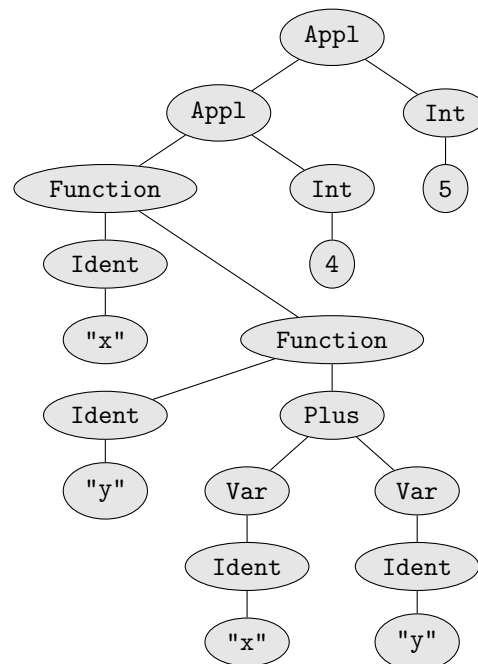 Appl
Appl Int
Function Int 5
Ident 4
"x" Function
Ident Plus
"y" Var Var
Ident Ident
"x" "y"